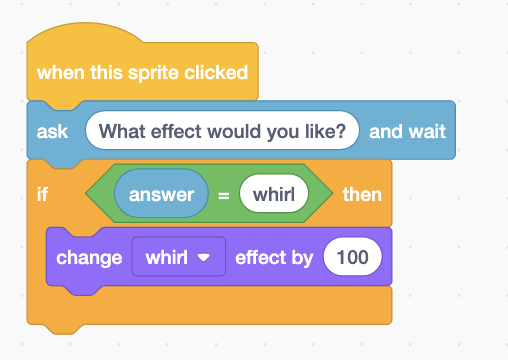 when this sprite clicked
ask What effect would you like? and wait
if answer = whirl then
change whirl effect by 100